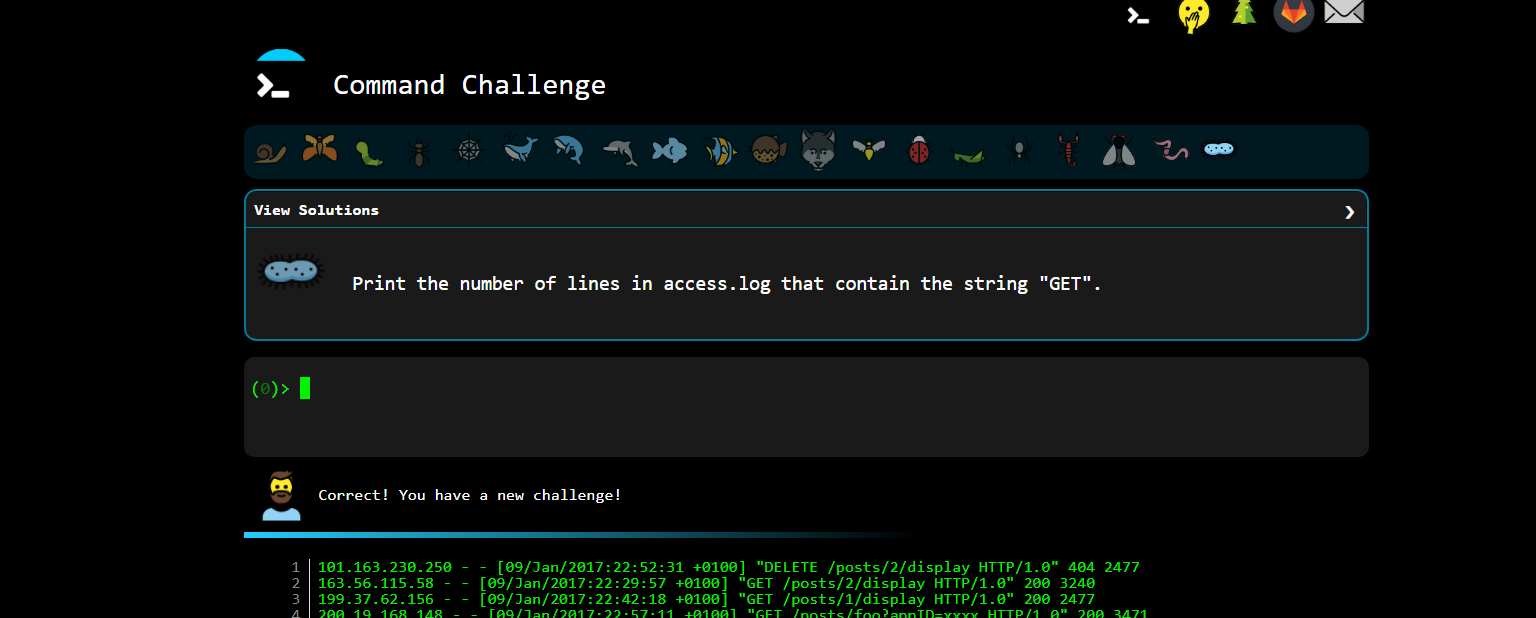 Command Challenge
View Solutions
Print the number of lines in access.log that contain the string "GET".
(0)>
Correct! You have a new challenge!
1 101.163.230.250 - - [09/Jan/2017:22:52:31 +0100] "DELETE /posts/2/display HTTP/1.0" 404 2477
2 163.56.115.58 - - [09/Jan/2017:22:29:57 +0100] "GET /posts/2/display HTTP/1.0" 200 3240
3 199.37.62.156 - - [09/Jan/2017:22:42:18 +0100] "GET /posts/1/display HTTP/1.0" 200 2477
4 200.19.168.148 - - [09/Jan/2017:22:57:11 +0100] "GET /posts/foo?appID=xxxx HTTP/1.0" 200 3471